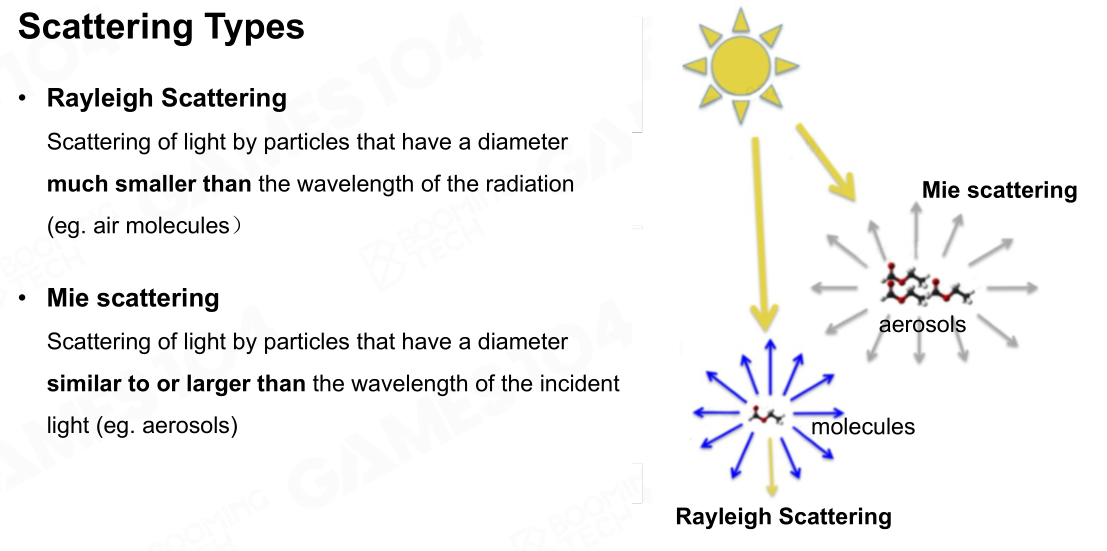 Scattering Types
• Rayleigh Scattering
Scattering of light by particles that have a diameter
much smaller than the wavelength of the radiation
(eg. air molecules）
• Mie scattering
Scattering of light by particles that have a diameter
similar to or larger than the wavelength of the incident
light (eg. aerosols)
Mie scattering
aerosols
molecules
Rayleigh Scattering
GAMES104
BOOMING
TECH